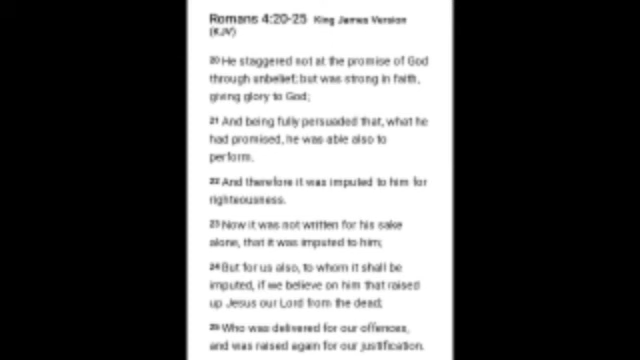 Romans 4:20-25 King James Version
(KJV)
20 He staggered not at the promise of God
through unbelief; but was strong in faith,
giving glory to God;
21 And being fully persuaded that, what he
had promised, he was able also to
perform.
22 And therefore it was imputed to him for
righteousness.
23 Now it was not written for his sake
alone, that it was imputed to him;
24 But for us also, to whom it shall be
imputed, if we believe on him that raised
up Jesus our Lord from the dead;
25 Who was delivered for our offences,
and was raised again for our justification.